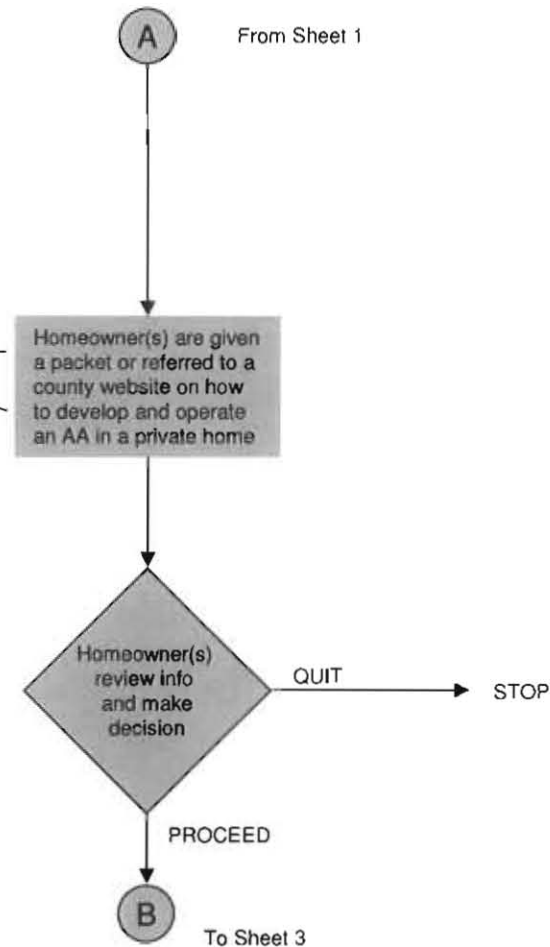 A
From Sheet 1
Homeowner(s) are given
a packet or referred to a
county website on how
to develop and operate
an AA in a private home
Homeowner(s)
review info
and make
decision
QUIT
STOP
PROCEED
B
To Sheet 3